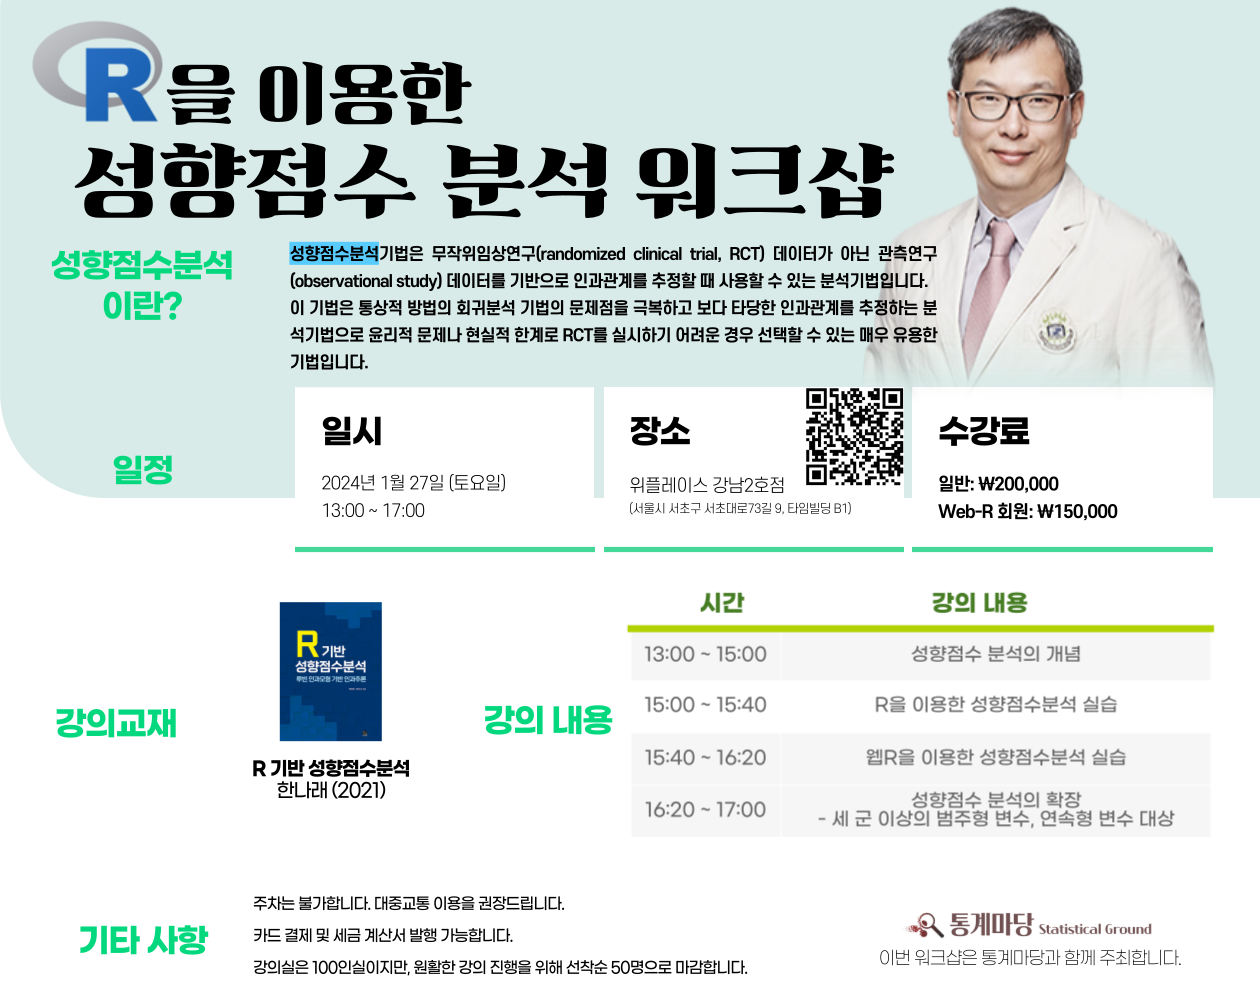 R을 이용한
성향점수 분석 워크샵
성향점수분석
이란?
성향점수분석기법은 무작위임상연구(randomized clinical trial, RCT) 데이터가 아닌 관측연구
(observational study) 데이터를 기반으로 인과관계를 추정할 때 사용할 수 있는 분석기법입니다.
이 기법은 통상적 방법의 회귀분석 기법의 문제점을 극복하고 보다 타당한 인과관계를 추정하는 분
석기법으로 윤리적 문제나 현실적 한계로 RCT를 실시하기 어려운 경우 선택할 수 있는 매우 유용한
기법입니다.
일정
일시
2024년 1월 27일 (토요일)
13:00 ~ 17:00
장소
위플레이스 강남2호점
(서울시 서초구 서초대로73길 9, 타임빌딩 B1)
수강료
일반: ₩200,000
Web-R 회원: ₩150,000
강의교재
R 기반
성향점수분석
루빈 인과모형 기반 인과추론
R 기반 성향점수분석
한나래 (2021)
강의 내용
시간 강의 내용
13:00 ~ 15:00 성향점수 분석의 개념
15:00 ~ 15:40 R을 이용한 성향점수분석 실습
15:40 ~ 16:20 웹R을 이용한 성향점수분석 실습
16:20 ~ 17:00 성향점수 분석의 확장
- 세 군 이상의 범주형 변수, 연속형 변수 대상
기타 사항
주차는 불가합니다. 대중교통 이용을 권장드립니다.
카드 결제 및 세금 계산서 발행 가능합니다.
강의실은 100인실이지만, 원활한 강의 진행을 위해 선착순 50명으로 마감합니다.
통계마당 Statistical Ground
이번 워크샵은 통계마당과 함께 주최합니다.